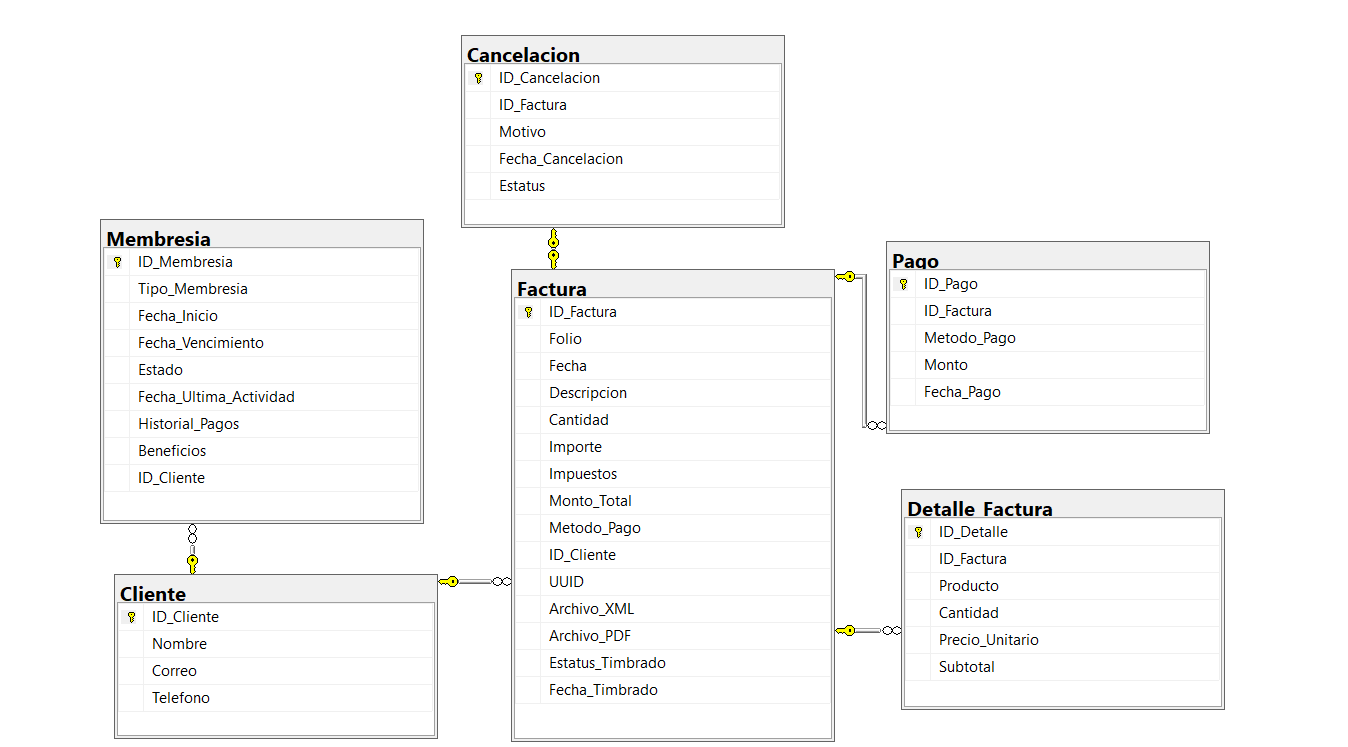 Cancelacion
ID_Cancelacion
ID_Factura
Motivo
Fecha_Cancelacion
Estatus
Membresia
ID_Membresia
Tipo_Membresia
Fecha_Inicio
Fecha_Vencimiento
Estado
Fecha_Ultima_Actividad
Historial_Pagos
Beneficios
ID_Cliente
Factura
ID_Factura
Folio
Fecha
Descripcion
Cantidad
Importe
Impuestos
Monto_Total
Metodo_Pago
ID_Cliente
UUID
Archivo_XML
Archivo_PDF
Estatus_Timbrado
Fecha_Timbrado
Pago
ID_Pago
ID_Factura
Metodo_Pago
Monto
Fecha_Pago
Cliente
ID_Cliente
Nombre
Correo
Telefono
Detalle_Factura
ID_Detalle
ID_Factura
Producto
Cantidad
Precio_Unitario
Subtotal